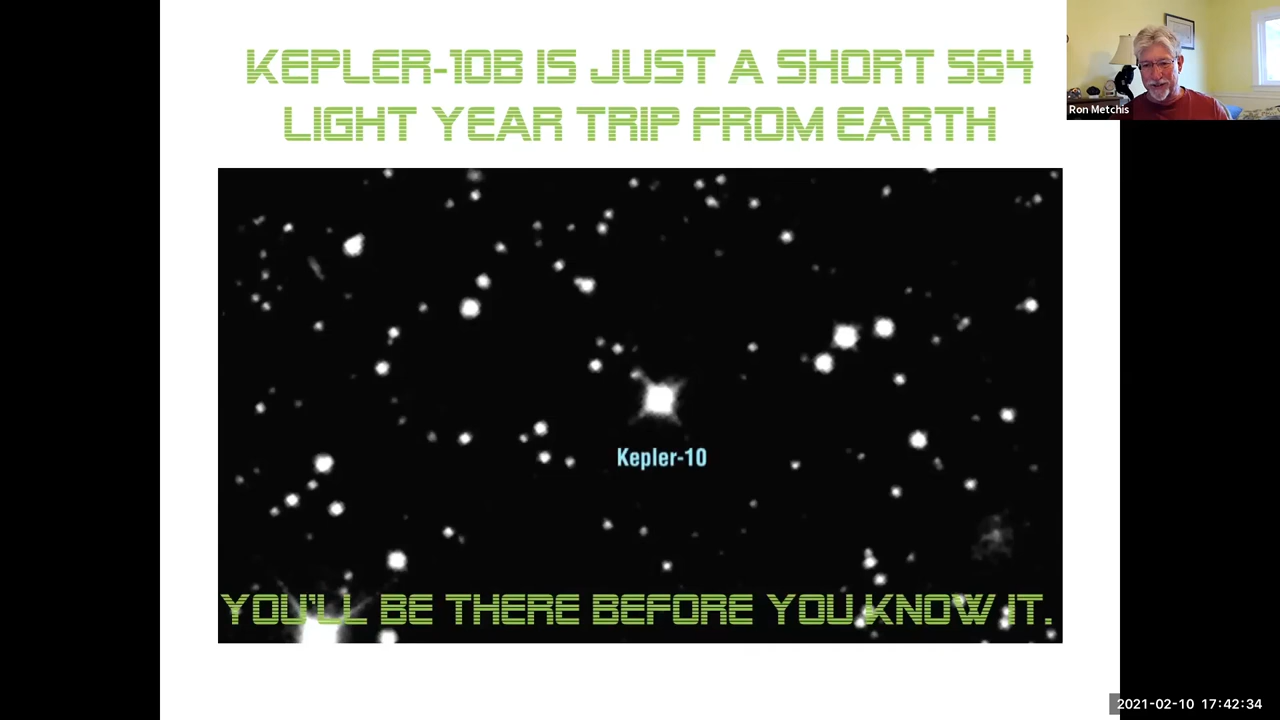 KEPLER-10B IS JUST A SHORT 564
LIGHT YEAR TRIP FROM EARTH
Ron Metchis
Kepler-10
YOU'LL BE THERE BEFORE YOU KNOW IT.
2021-02-10 17:42:34